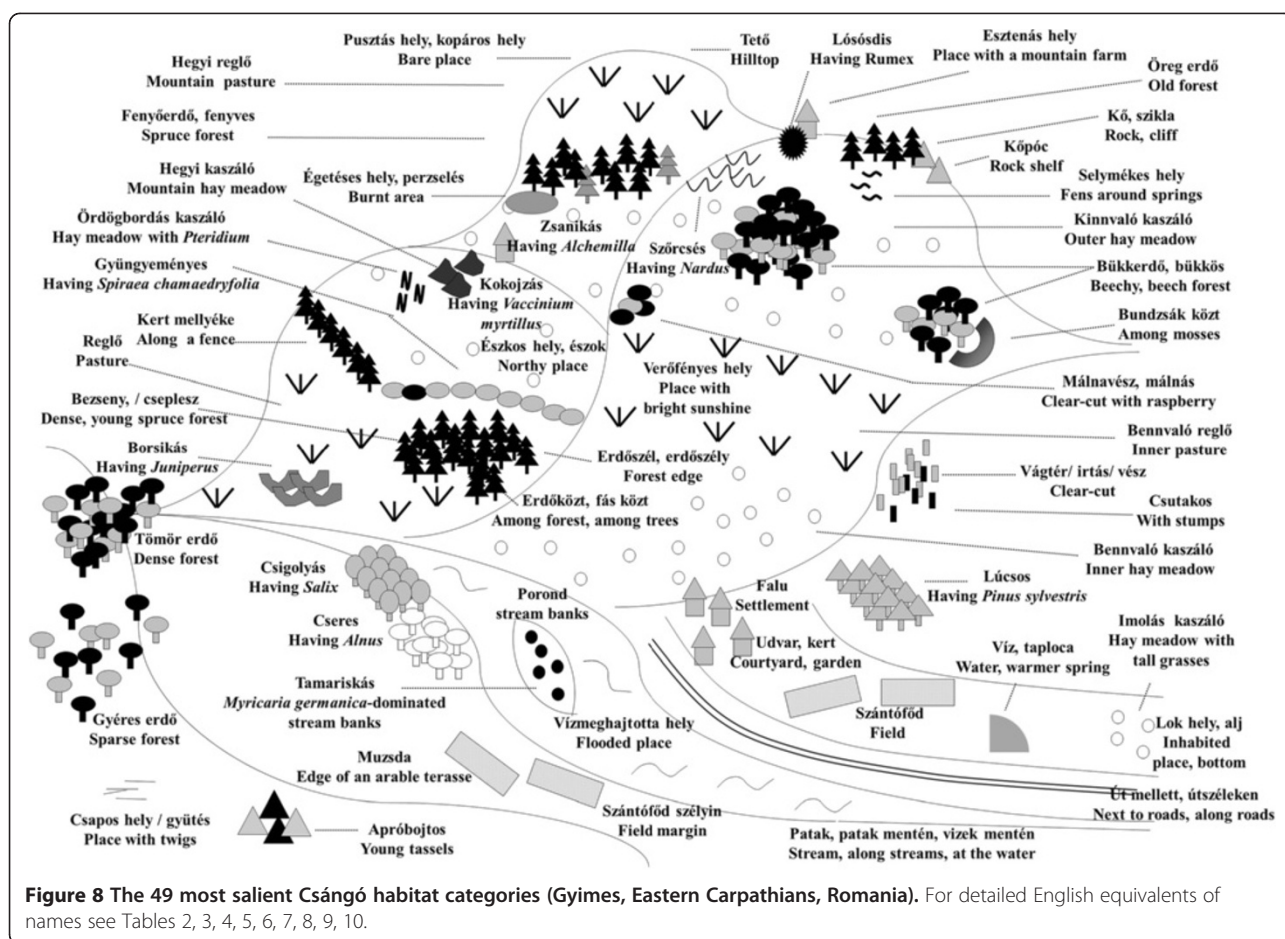 Pusztás hely, kopáros hely
Bare place
Tető
Hilltop
Lósósdis
Having Rumex
Esztenás hely
Place with a mountain farm
Hegyi reglő
Mountain pasture
Öreg erdő
Old forest
Fenyőerdő, fenyves
Spruce forest
Kő, szikla
Rock, cliff
Kőpóc
Rock shelf
Hegyi kaszáló
Mountain hay meadow
Égetéses hely, perzselés
Burnt area
Selymékes hely
Fens around springs
Ördögbordás kaszáló
Hay meadow with Pteridium
Zsanikás
Having Alchemilla
Szőrcsés
Having Nardus
Kinnvaló kaszáló
Outer hay meadow
Gyüngyeményes
Having Spiraea chamaedryfolia
Kokojzás
Having Vaccinium
myrtillus
Bükkerdő, bükkös
Beechy, beech forest
Kert mellyéke
Along a fence
Bundzsák közt
Among mosses
Reglő
Pasture
Észkos hely, észok
Northy place
Verőfényes hely
Place with
bright sunshine
Málnavész, málnás
Clear-cut with raspberry
Bezseny, / cseplesz
Dense, young spruce forest
Bennvaló reglő
Inner pasture
Borsikás
Having Juniperus
Erdőszél, erdőszély
Forest edge
Vágtér/ irtás/ vész
Clear-cut
Erdőközt, fás közt
Among forest, among trees
Csutakos
With stumps
Tömör erdő
Dense forest
Bennvaló kaszáló
Inner hay meadow
Csigolyás
Having Salix
Porond
stream banks
Falu
Settlement
Lúcsos
Having Pinus sylvestris
Cseres
Having Alnus
Udvar, kert
Courtyard, garden
Víz, taploca
Water, warmer spring
Imolás kaszáló
Hay meadow with
tall grasses
Tamariskás
Myricaria germanica-dominated
stream banks
Gyéres erdő
Sparse forest
Vízmeghajtotta hely
Flooded place
Szántófőd
Field
Lok hely, alj
Inhabited
place, bottom
Muzsda
Edge of an arable terasse
Csapos hely / gyütés
Place with twigs
Apróbojtos
Young tassels
Szántófőd szélyin
Field margin
Út mellett, útszéleken
Next to roads, along roads
Patak, patak mentén, vizek mentén
Stream, along streams, at the water
Figure 8 The 49 most salient Csángó habitat categories (Gyimes, Eastern Carpathians, Romania). For detailed English equivalents of
names see Tables 2, 3, 4, 5, 6, 7, 8, 9, 10.